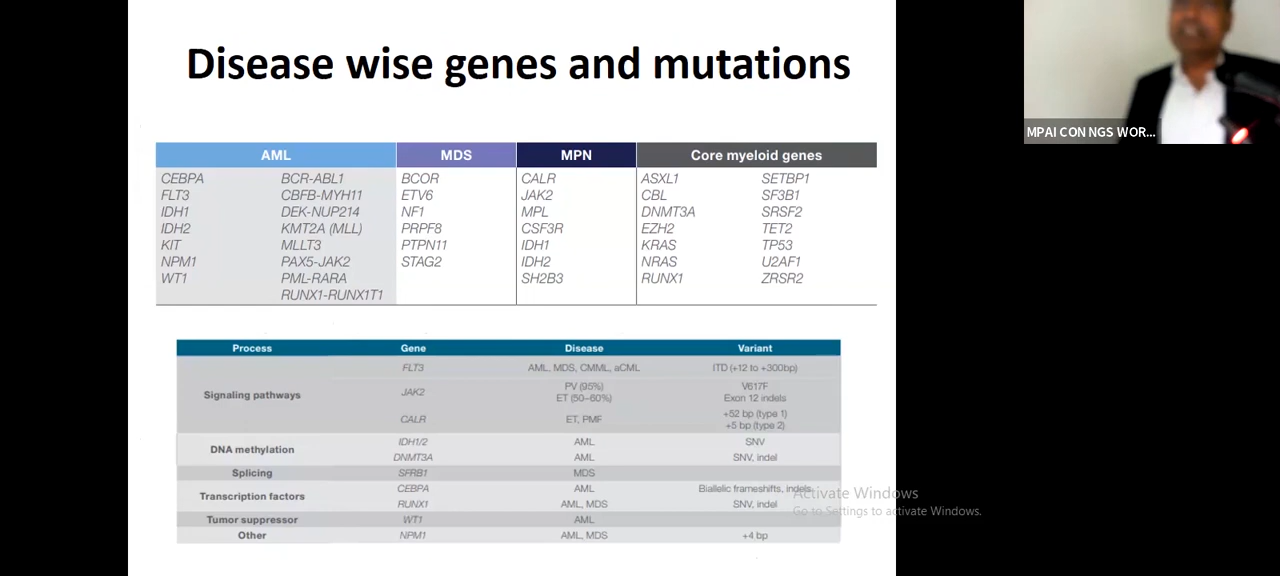 Disease wise genes and mutations
MPAI CON NGS WOR...
AML MDS MPN Core myeloid genes
CEBPA BCR-ABL1 BCOR CALR ASXL1 SETBP1
FLT3 CBFB-MYH11 ETV6 JAK2 CBL SF3B1
IDH1 DEK-NUP214 NF1 MPL DNMT3A SRSF2
IDH2 KMT2A (MLL) PRPF8 CSF3R EZH2 TET2
KIT MLLT3 PTPN11 IDH1 KRAS TP53
NPM1 PAX5-JAK2 STAG2 IDH2 NRAS U2AF1
WT1 PML-RARA SH2B3 RUNX1 ZRSR2
RUNX1-RUNX1T1
Process Gene Disease Variant
FLT3 AML, MDS, CMML, aCML ITD (+12 to +300bp)
Signaling pathways JAK2 PV (95%) V617F
ET (50-60%) Exon 12 indels
CALR ET, PMF +52 bp (type 1)
+5 bp (type 2)
DNA methylation IDH1/2 AML SNV
DNMT3A AML SNV, indel
Splicing SFRB1 MDS
Transcription factors CEBPA AML Biallelic frameshifts, indels
RUNX1 AML, MDS SNV, indel
Tumor suppressor WT1 AML
Other NPM1 AML, MDS +4 bp
Activate Windows
Go to Settings to activate Windows.